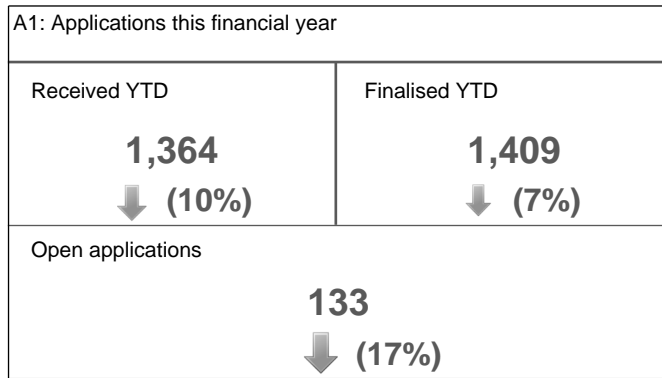 A1: Applications this financial year
Received YTD
1,364
(10%)
Finalised YTD
1,409
(7%)
Open applications
133
(17%)